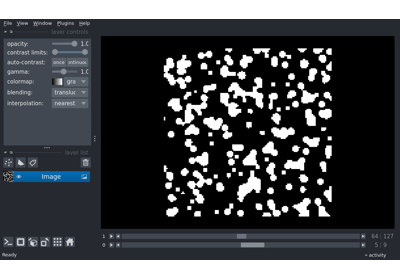 File View Window Plugins Help
layer controls
opacity: 1.0
contrast limits:
auto-contrast: once continuous
gamma: 1.0
colormap: gra
blending: translu
interpolation: nearest
layer list
Image
1 64 127
0 5 9
Ready activity